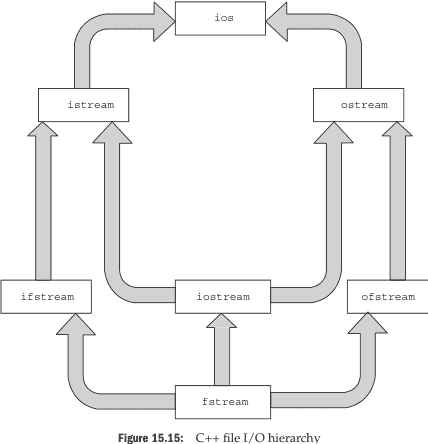 ios
istream
ostream
ifstream
iostream
ofstream
fstream
Figure 15.15: C++ file I/O hierarchy